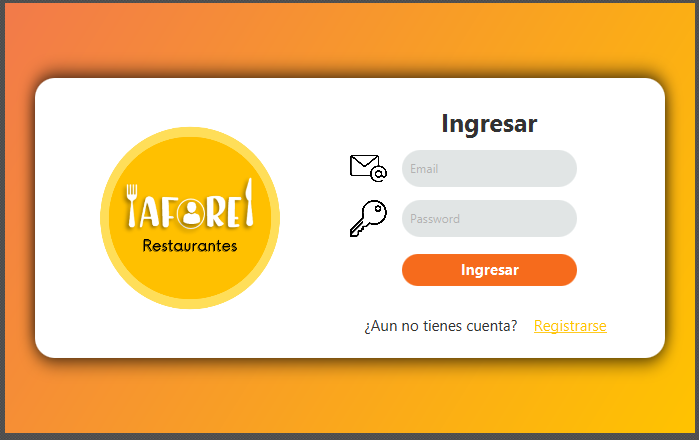 Ingresar
Email
AFORE
Restaurantes
Password
Ingresar
¿Aun no tienes cuenta? Registrarse